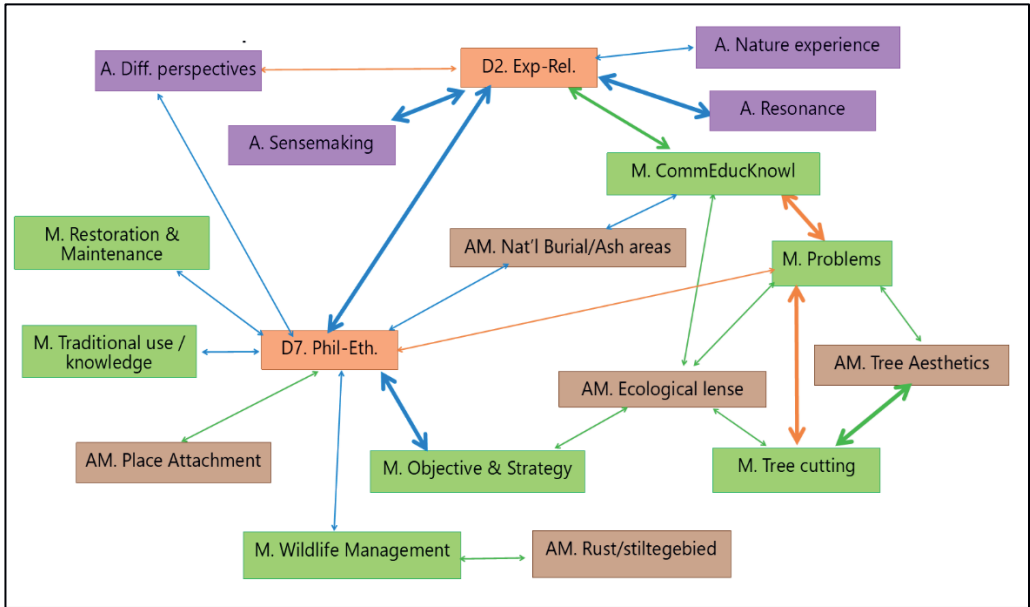 A. Nature experience
A. Diff. perspectives
D2. Exp-Rel.
A. Resonance
A. Sensemaking
M. CommEducKnowl
M. Restoration &
Maintenance
AM. Nat'l Burial/Ash areas
M. Problems
D7. Phil-Eth.
M. Traditional use /
knowledge
AM. Tree Aesthetics
AM. Ecological lense
AM. Place Attachment
M. Objective & Strategy
M. Tree cutting
M. Wildlife Management
AM. Rust/stiltegebied